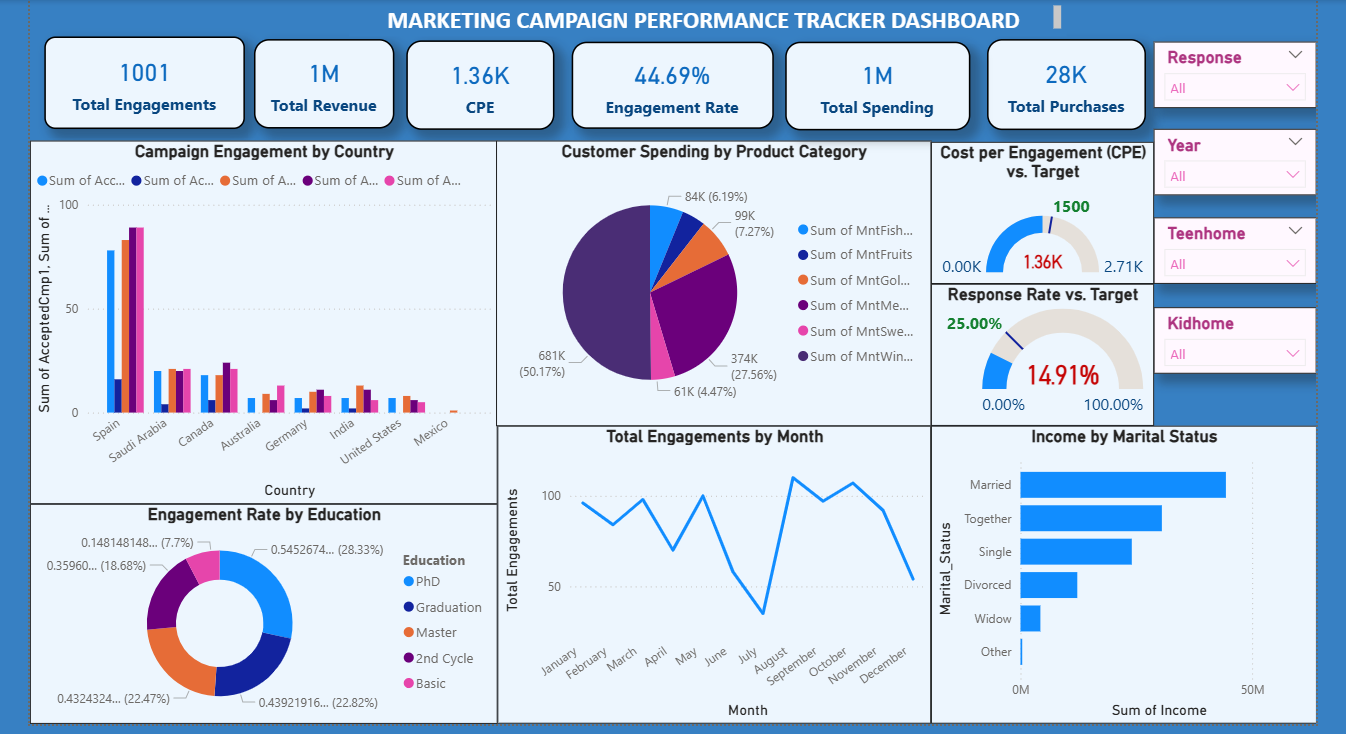 MARKETING CAMPAIGN PERFORMANCE TRACKER DASHBOARD
1001
Total Engagements
1M
Total Revenue
1.36K
CPE
44.69%
Engagement Rate
1M
Total Spending
28K
Total Purchases
Response
All
Year
All
Teenhome
All
Kidhome
All
Campaign Engagement by Country
Sum of Acc... Sum of Ac... Sum of A... Sum of A... Sum of A...
Sum of AcceptedCmp1, Sum of ...
100
50
0
Spain
Saudi Arabia
Canada
Australia
Germany
India
United States
Mexico
Country
Customer Spending by Product Category
84K (6.19%)
99K
(7.27%)
374K
(27.56%)
61K (4.47%)
681K
(50.17%)
Sum of MntFish...
Sum of MntFruits
Sum of MntGol...
Sum of MntMe...
Sum of MntSwe...
Sum of MntWin...
Cost per Engagement (CPE)
vs. Target
1500
0.00K
1.36K
2.71K
Response Rate vs. Target
25.00%
14.91%
0.00%
100.00%
Engagement Rate by Education
0.148148148... (7.7%)
0.5452674... (28.33%)
0.35960... (18.68%)
0.4324324... (22.47%)
0.43921916... (22.82%)
Education
PhD
Graduation
Master
2nd Cycle
Basic
Total Engagements by Month
Total Engagements
100
50
January
February
March
April
May
June
July
August
September
October
November
December
Month
Income by Marital Status
Marital_Status
Married
Together
Single
Divorced
Widow
Other
0M
50M
Sum of Income